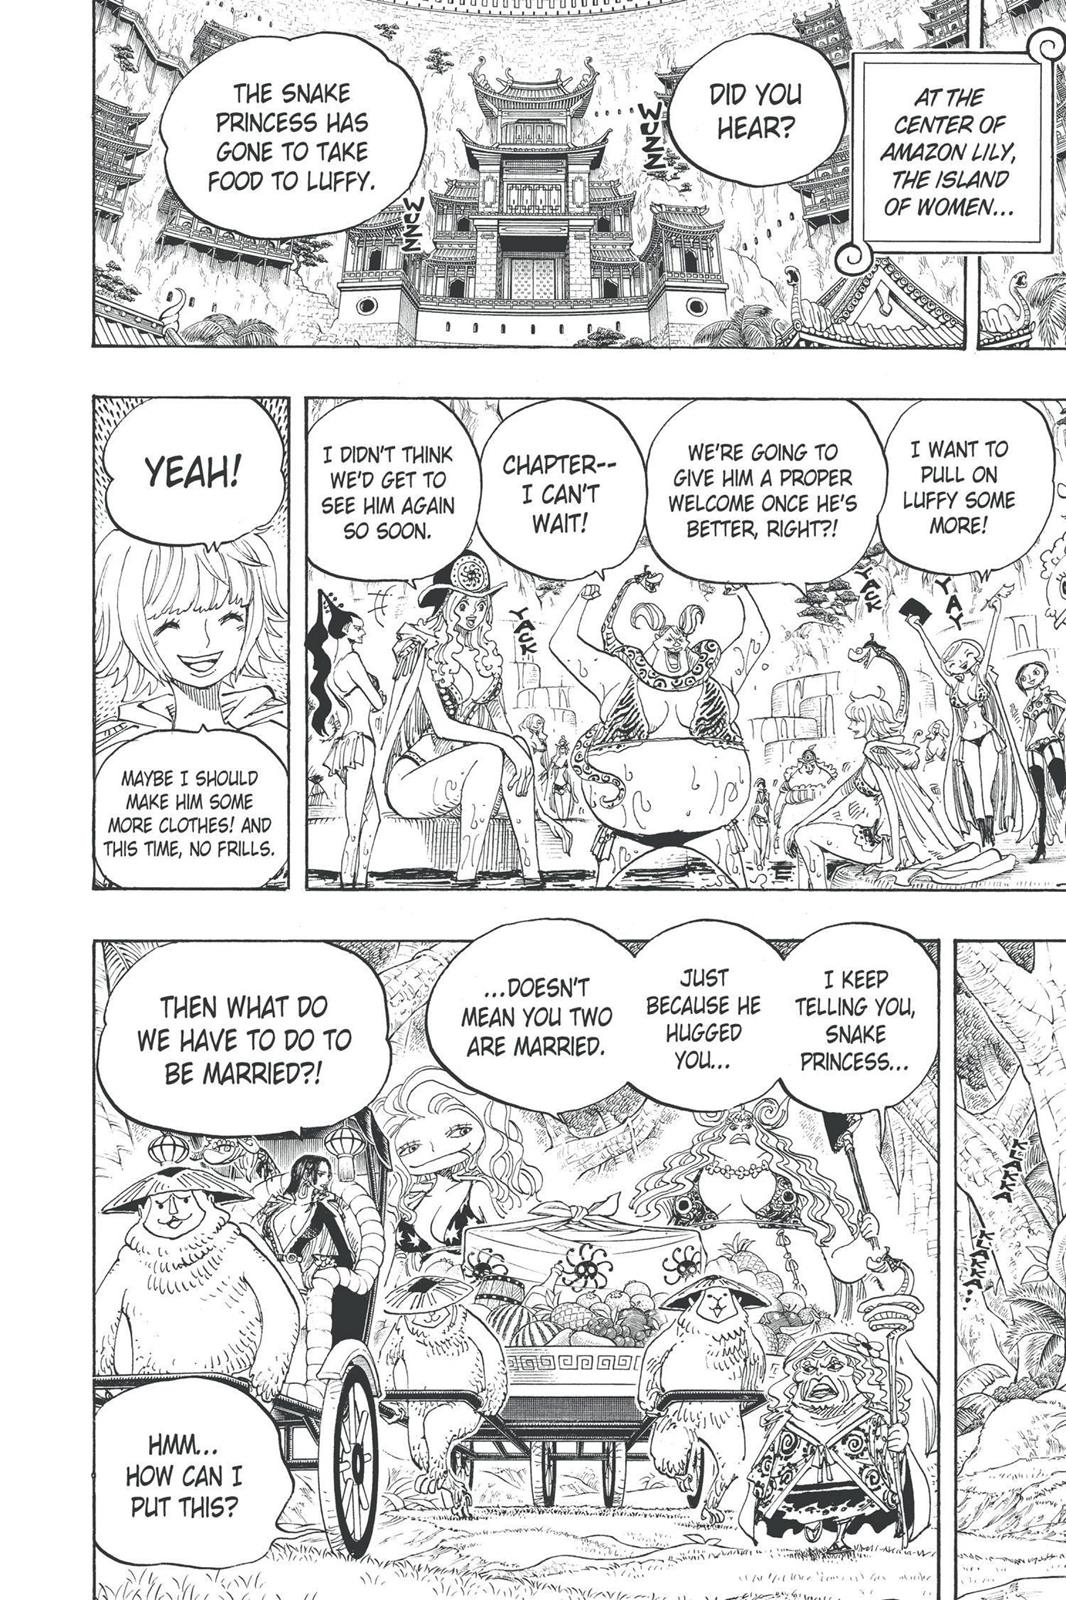 AT THE
CENTER OF
AMAZON LILY,
THE ISLAND
OF WOMEN...
DID YOU
HEAR?
WUZZ
THE SNAKE
PRINCESS HAS
GONE TO TAKE
FOOD TO LUFFY.
WUZZ
I WANT TO
PULL ON
LUFFY SOME
MORE!
YAY
WE'RE GOING TO
GIVE HIM A PROPER
WELCOME ONCE HE'S
BETTER, RIGHT?!
YACK
CHAPTER--
I CAN'T
WAIT!
YACK
I DIDN'T THINK
WE'D GET TO
SEE HIM AGAIN
SO SOON.
YEAH!
MAYBE I SHOULD
MAKE HIM SOME
MORE CLOTHES! AND
THIS TIME, NO FRILLS.
KLAKKA
KLAKKA...
I KEEP
TELLING YOU,
SNAKE
PRINCESS...
JUST
BECAUSE HE
HUGGED
YOU...
...DOESN'T
MEAN YOU TWO
ARE MARRIED.
THEN WHAT DO
WE HAVE TO DO TO
BE MARRIED?!
HMM...
HOW CAN I
PUT THIS?